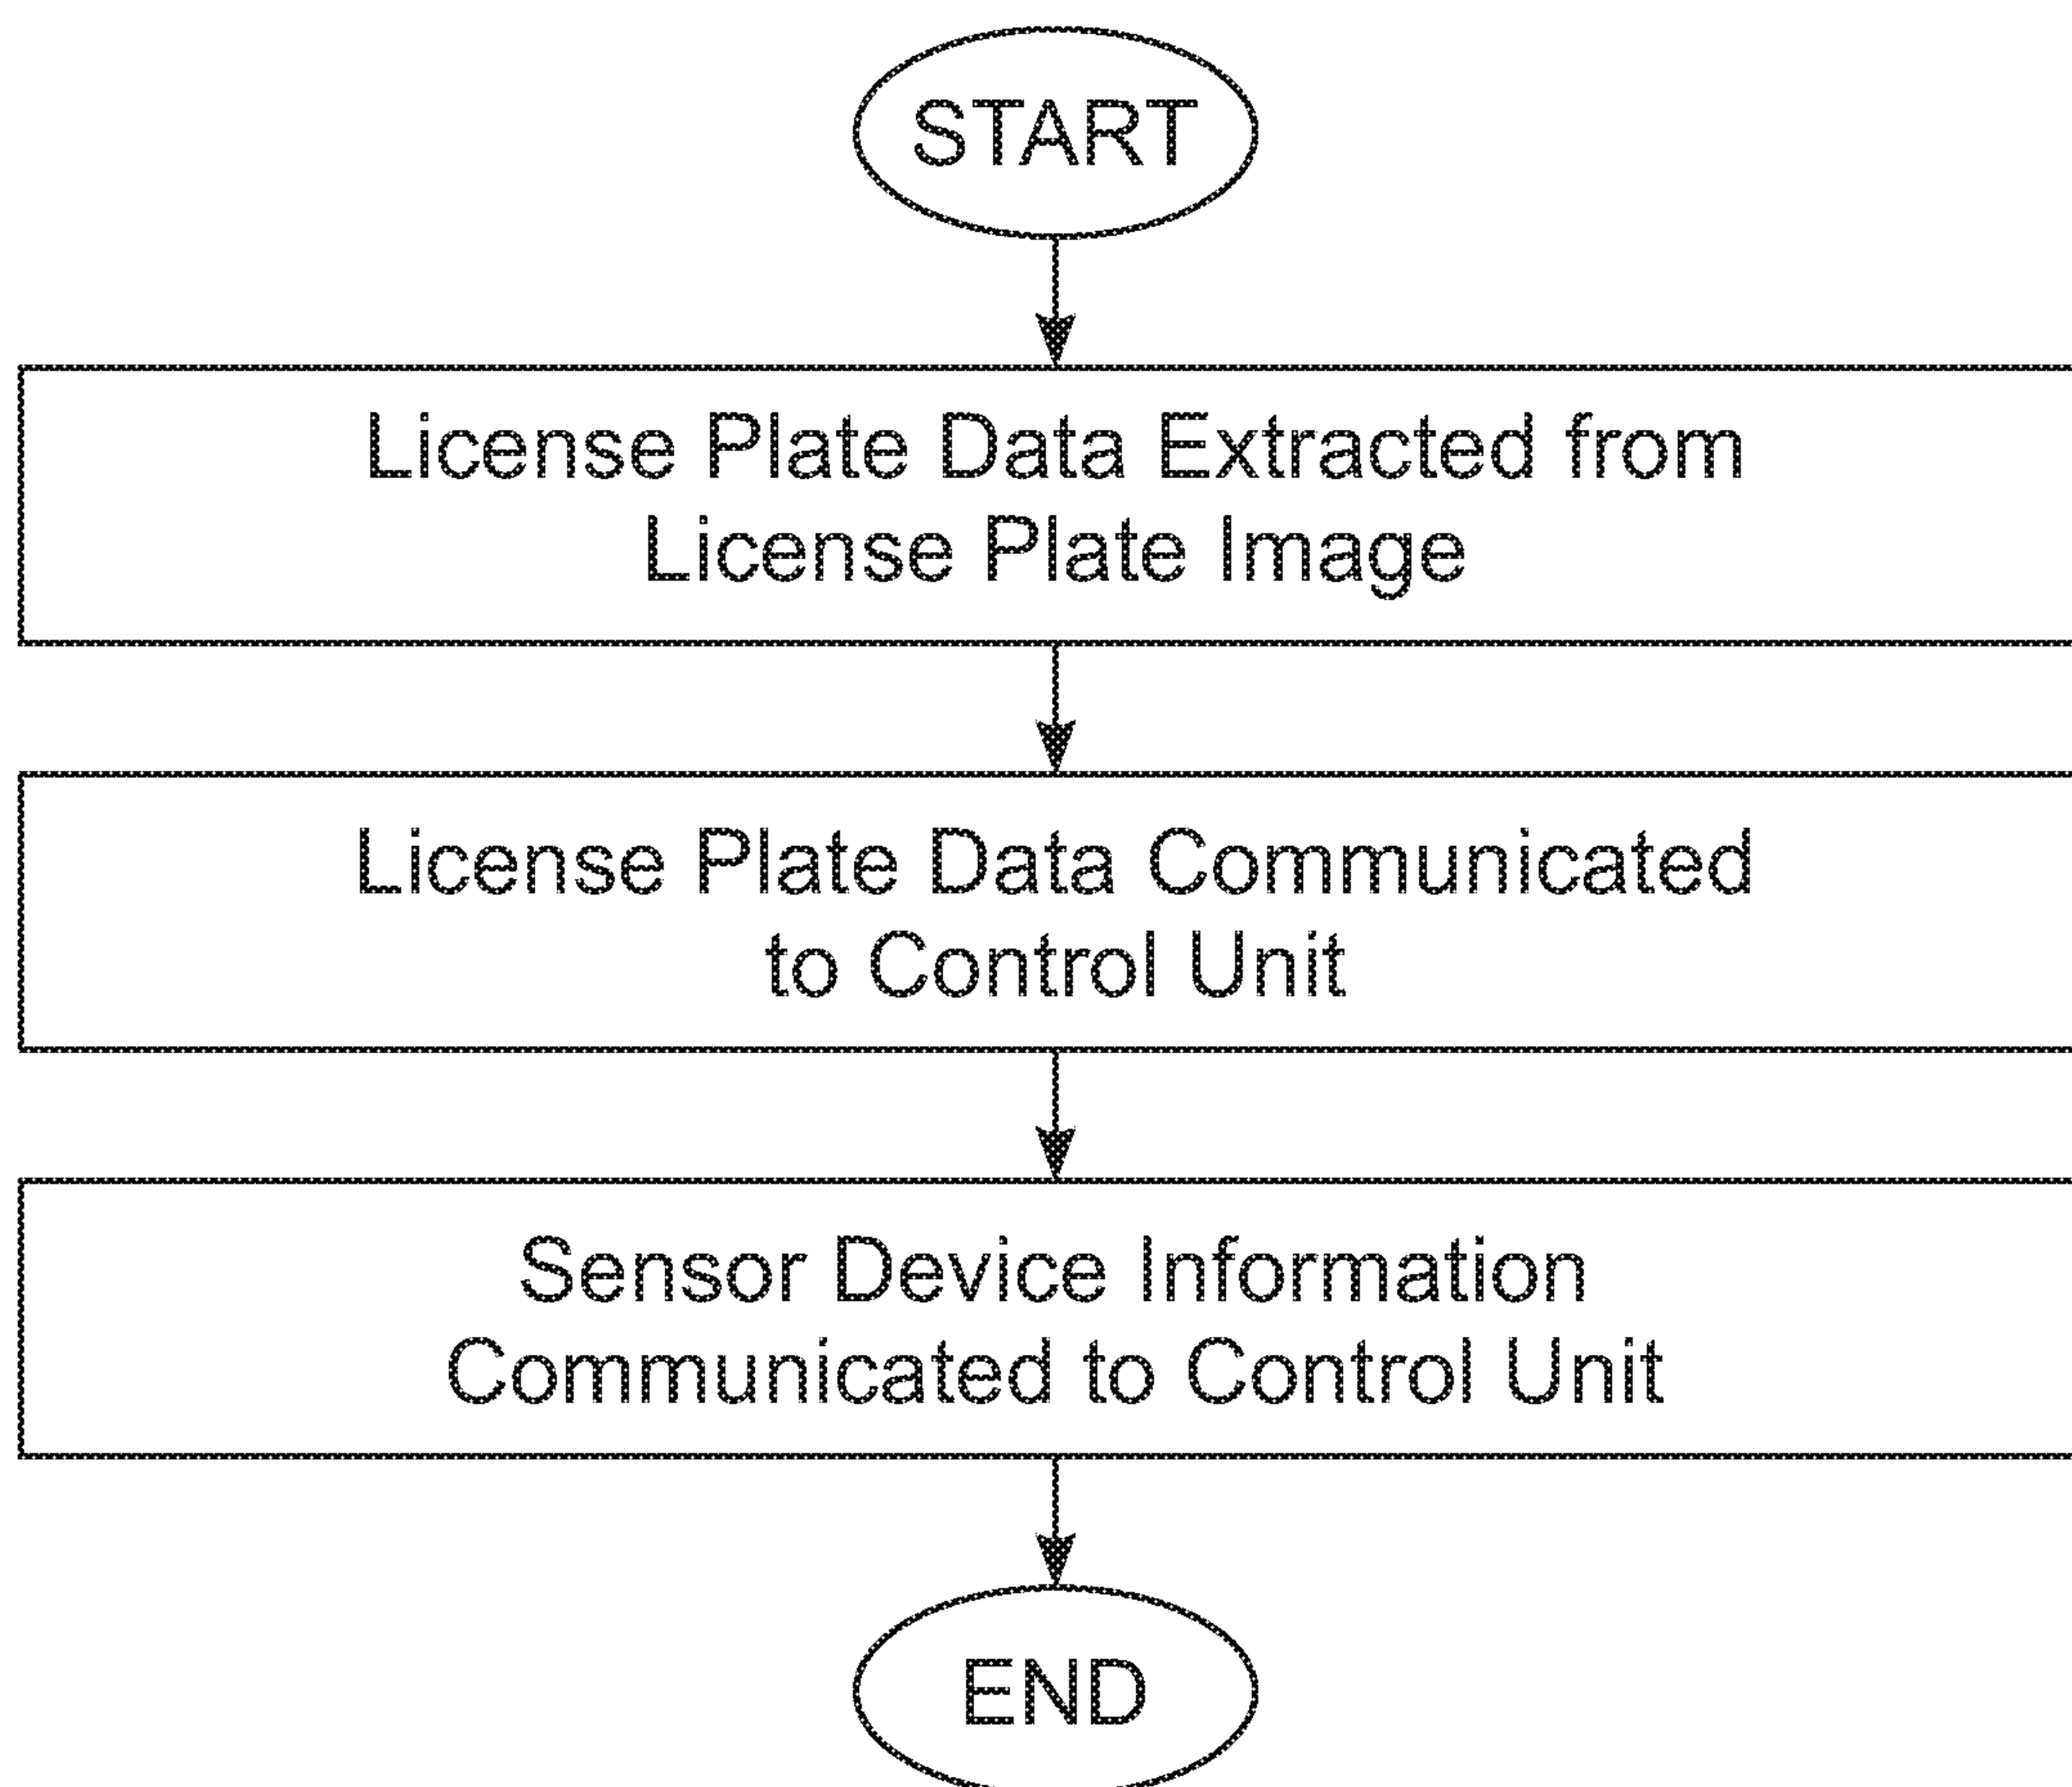 START
License Plate Data Extracted from
License Plate Image
License Plate Data Communicated
to Control Unit
Sensor Device Information
Communicated to Control Unit
END